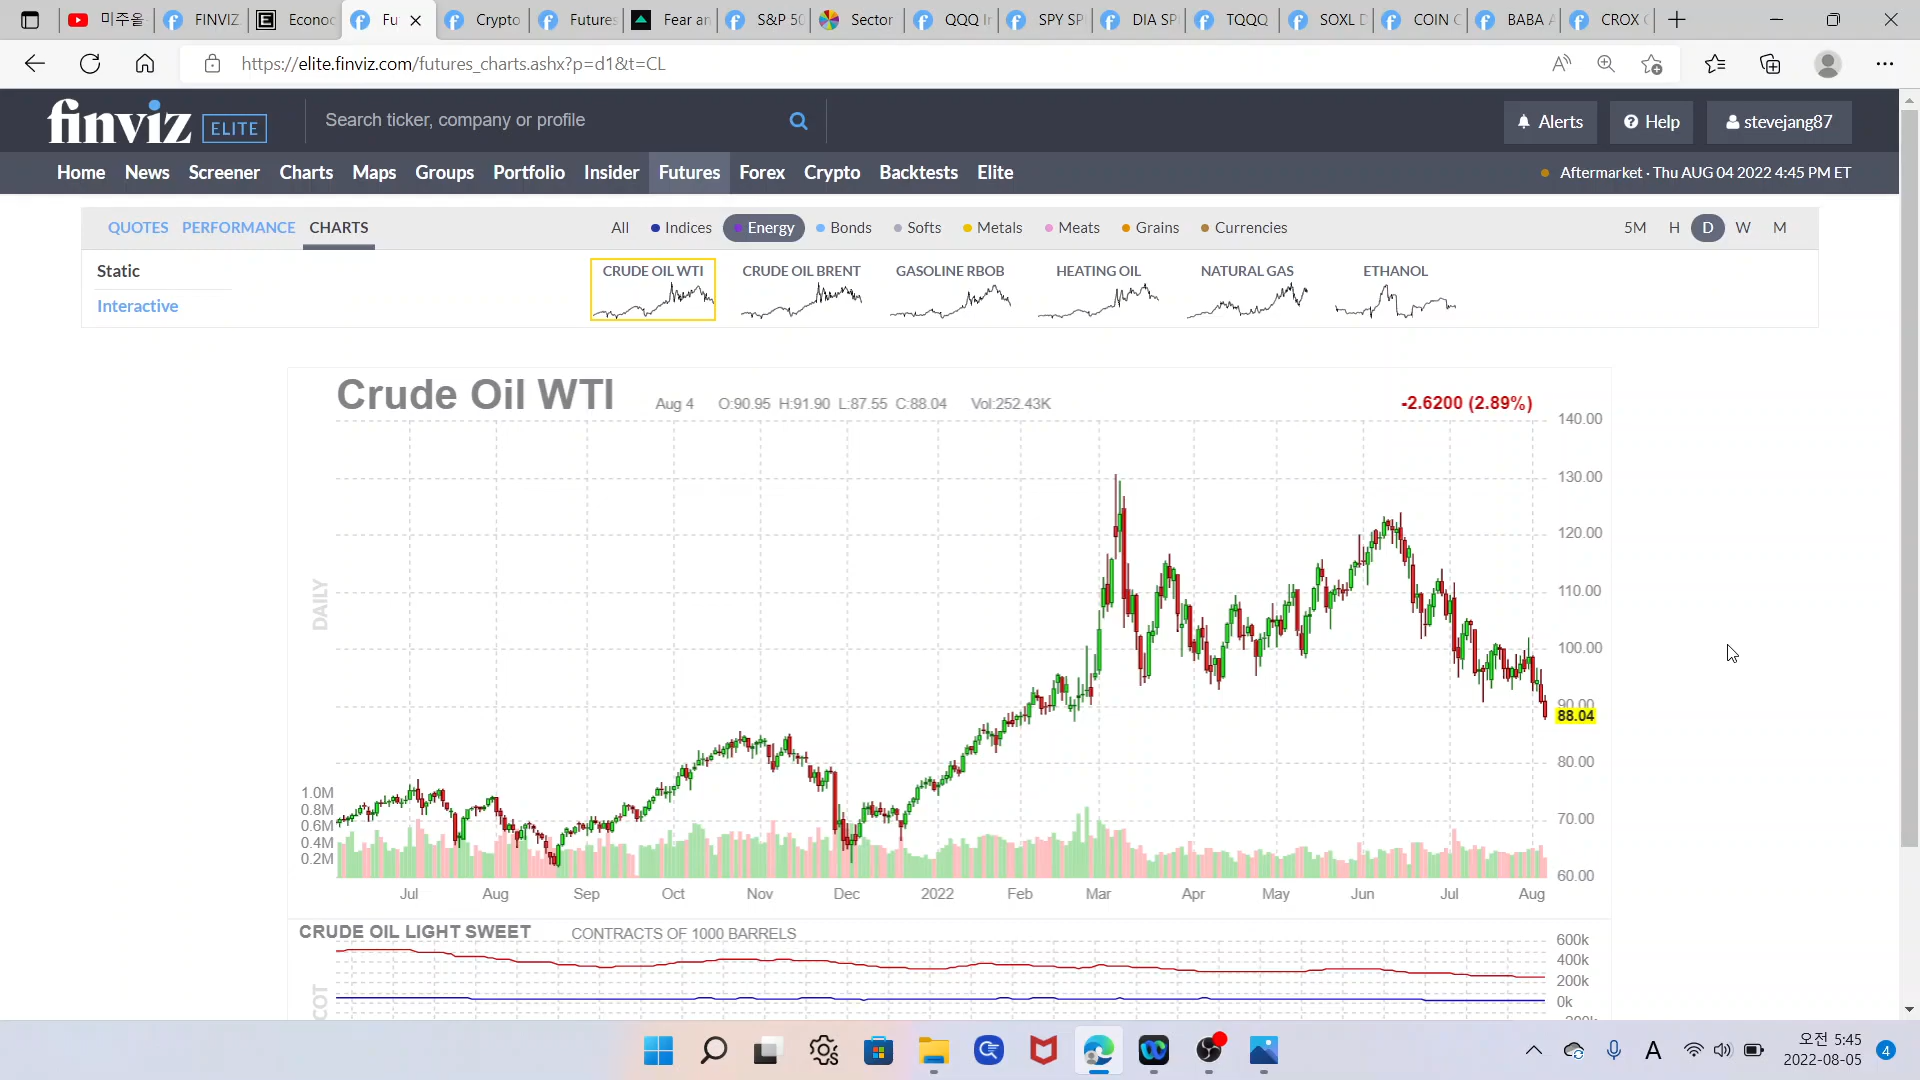 미주올
FINVIZ
Econoc
Fu
Crypto
Futures
Fear an
S&P 50
Sector
QQQ In
SPY SP
DIA SP
TQQQ
SOXL D
COIN C
BABA A
CROX
https://elite.finviz.com/futures_charts.ashx?p=d1&t=CL
finviz ELITE
Search ticker, company or profile
Alerts
Help
stevejang87
Home News Screener Charts Maps Groups Portfolio Insider Futures Forex Crypto Backtests Elite
Aftermarket · Thu AUG 04 2022 4:45 PM ET
QUOTES PERFORMANCE CHARTS
All Indices Energy Bonds Softs Metals Meats Grains Currencies
5M H D W M
Static
Interactive
CRUDE OIL WTI
CRUDE OIL BRENT
GASOLINE RBOB
HEATING OIL
NATURAL GAS
ETHANOL
Crude Oil WTI
Aug 4 O:90.95 H:91.90 L:87.55 C:88.04 Vol:252.43K
-2.6200 (2.89%)
140.00
130.00
120.00
110.00
100.00
90.00
88.04
80.00
70.00
60.00
DAILY
1.0M
0.8M
0.6M
0.4M
0.2M
Jul Aug Sep Oct Nov Dec 2022 Feb Mar Apr May Jun Jul Aug
CRUDE OIL LIGHT SWEET CONTRACTS OF 1000 BARRELS
600k
400k
200k
0k
COT
A
오전 5:45
2022-08-05
4